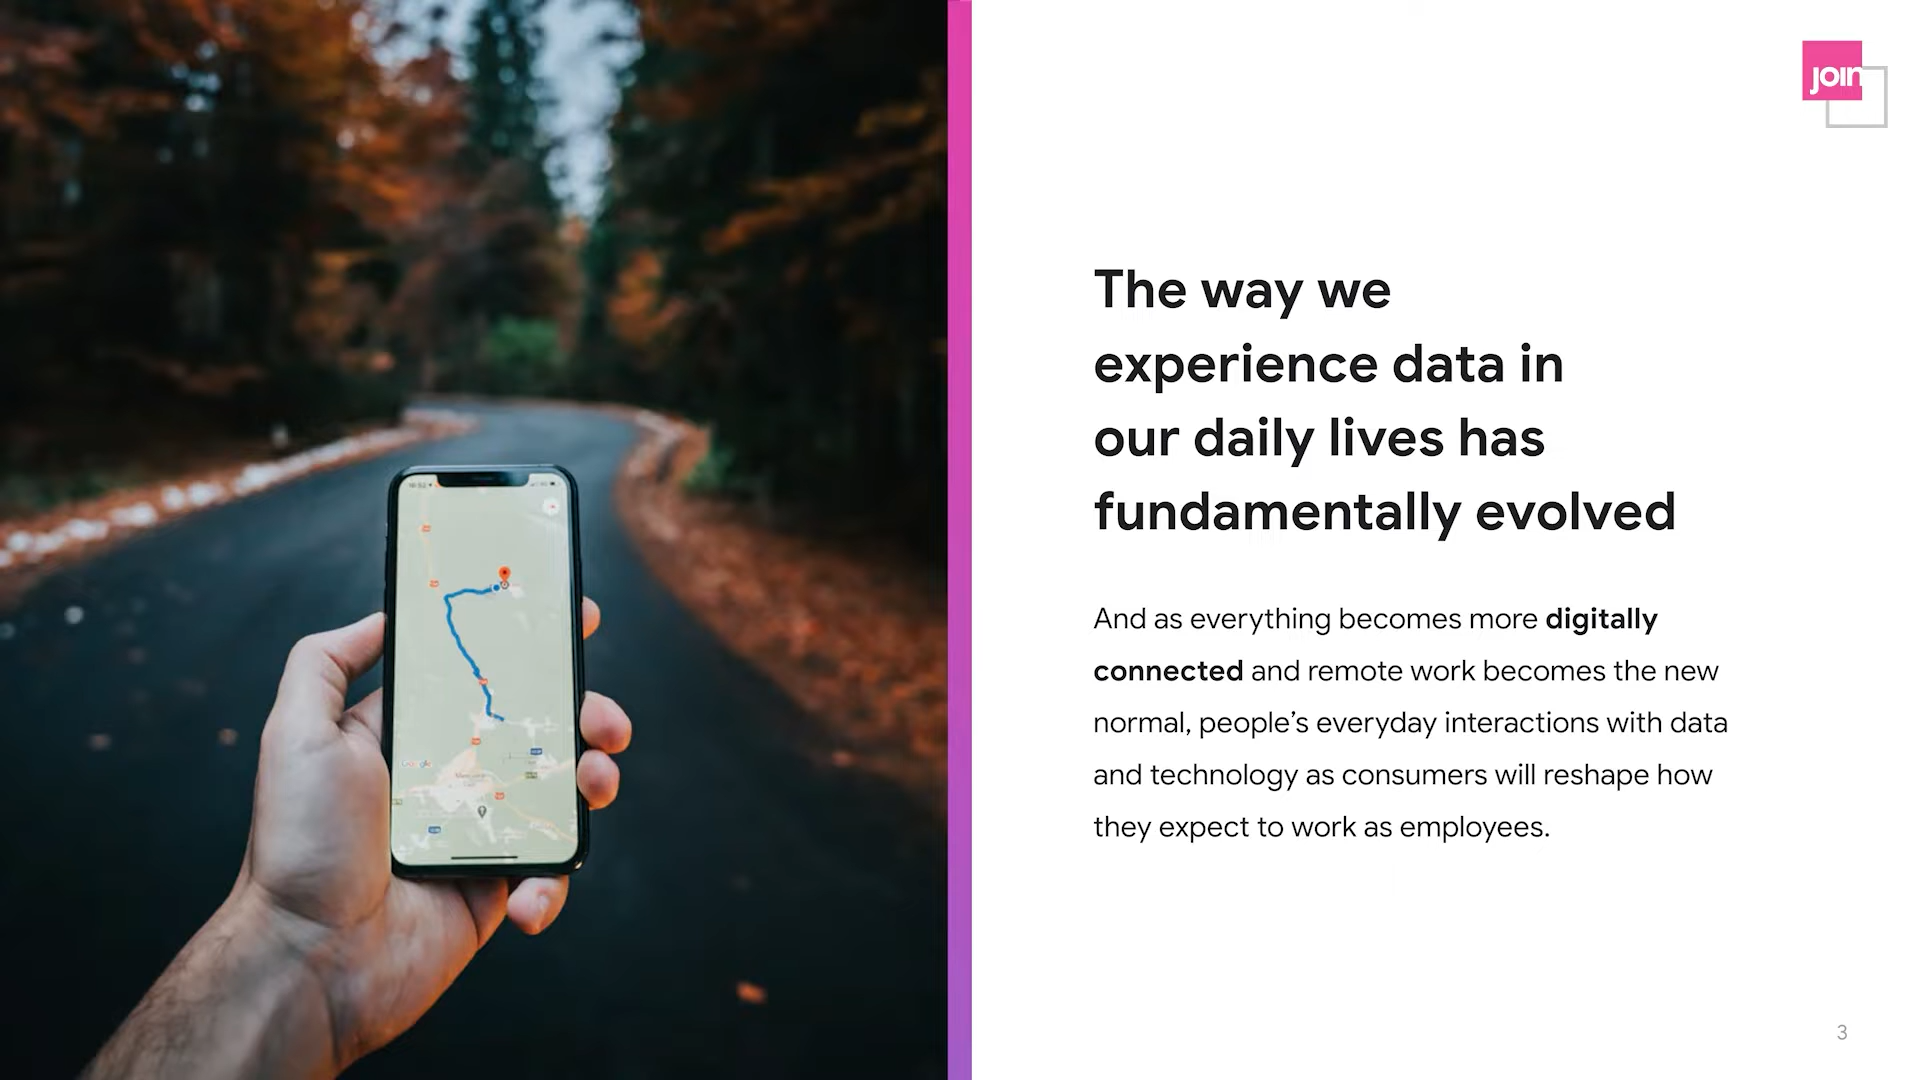 join
The way we
experience data in
our daily lives has
fundamentally evolved
And as everything becomes more digitally
connected and remote work becomes the new
normal, people’s everyday interactions with data
and technology as consumers will reshape how
they expect to work as employees.
Google
3